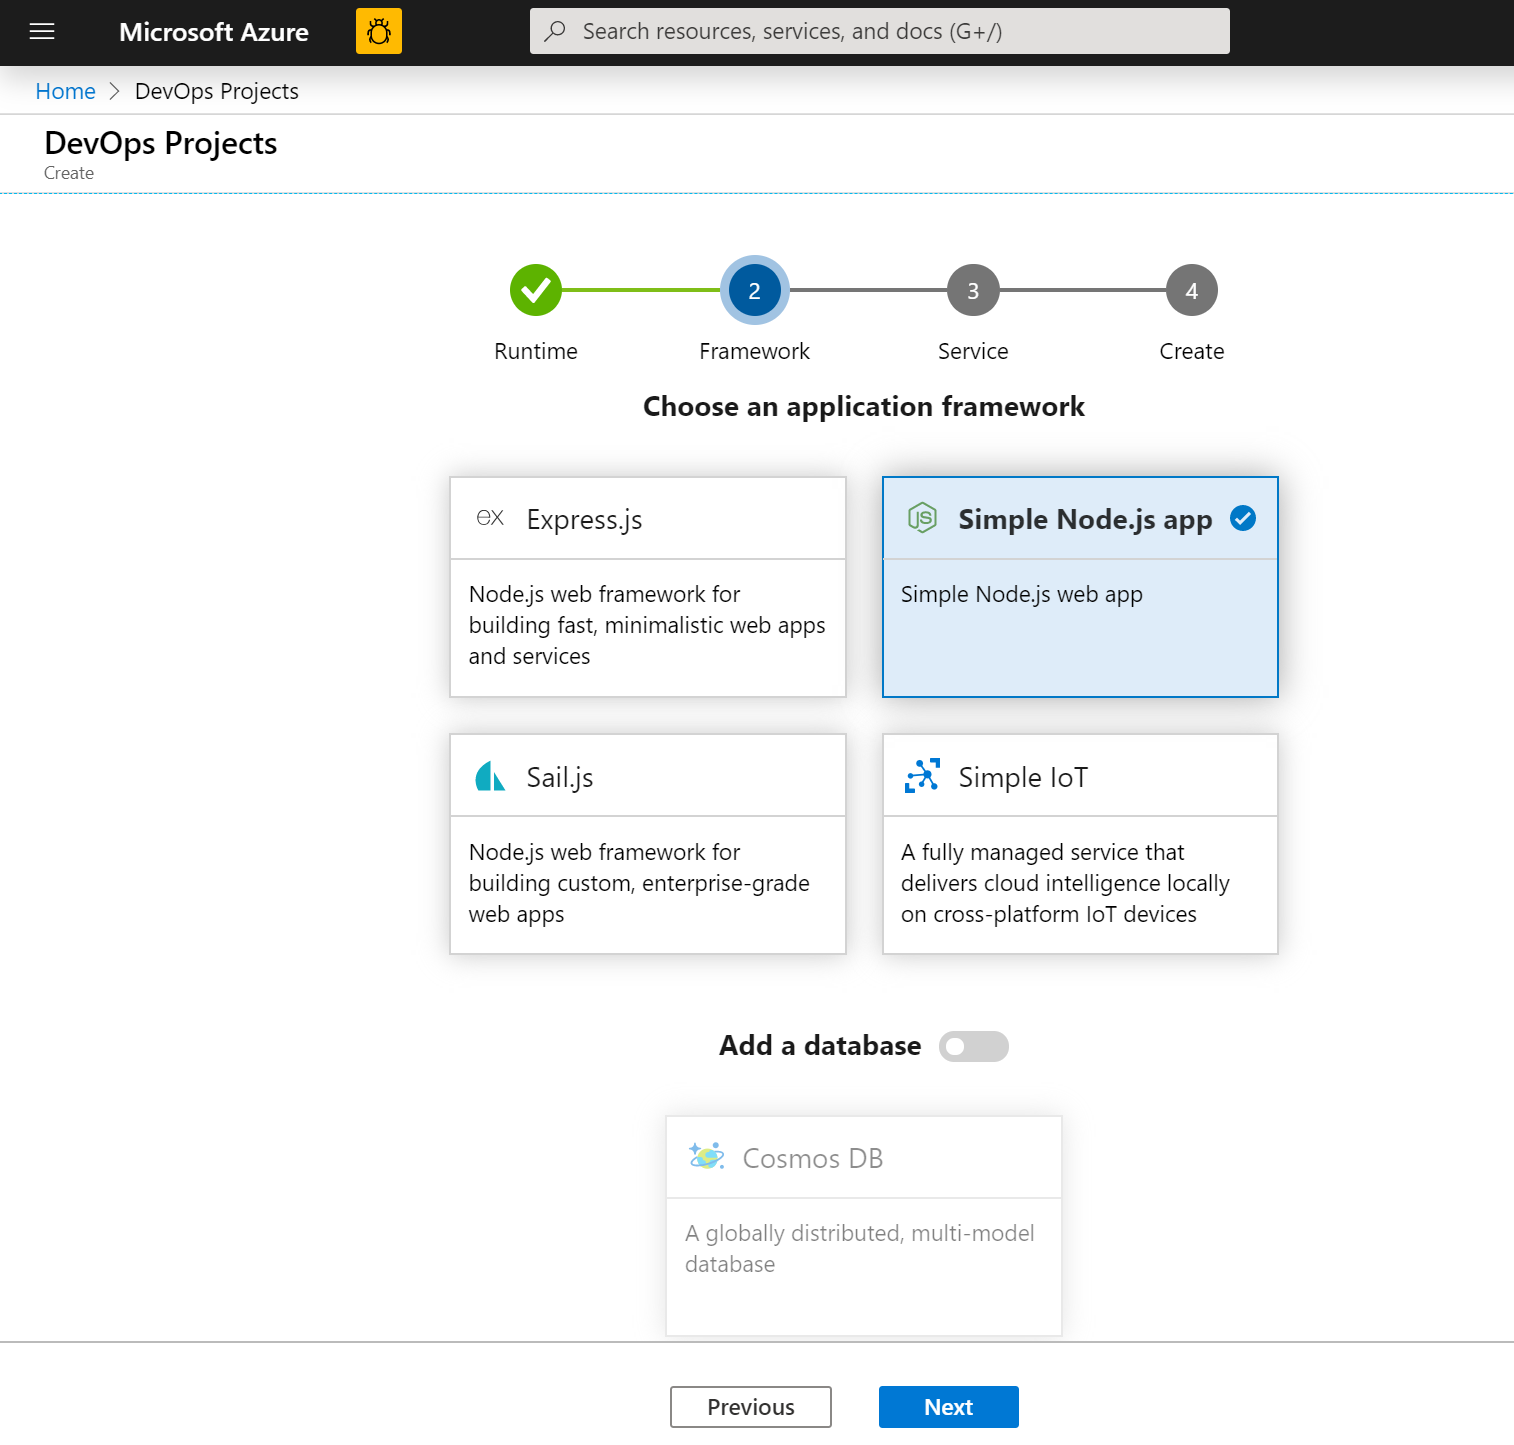 Microsoft Azure
Search resources, services, and docs (G+/)
Home > DevOps Projects
DevOps Projects
Create
2
3
4
Runtime
Framework
Service
Create
Choose an application framework
ex Express.js
Node.js web framework for
building fast, minimalistic web apps
and services
JS Simple Node.js app
Simple Node.js web app
Sail.js
Node.js web framework for
building custom, enterprise-grade
web apps
Simple IoT
A fully managed service that
delivers cloud intelligence locally
on cross-platform IoT devices
Add a database
Cosmos DB
A globally distributed, multi-model
database
Previous
Next